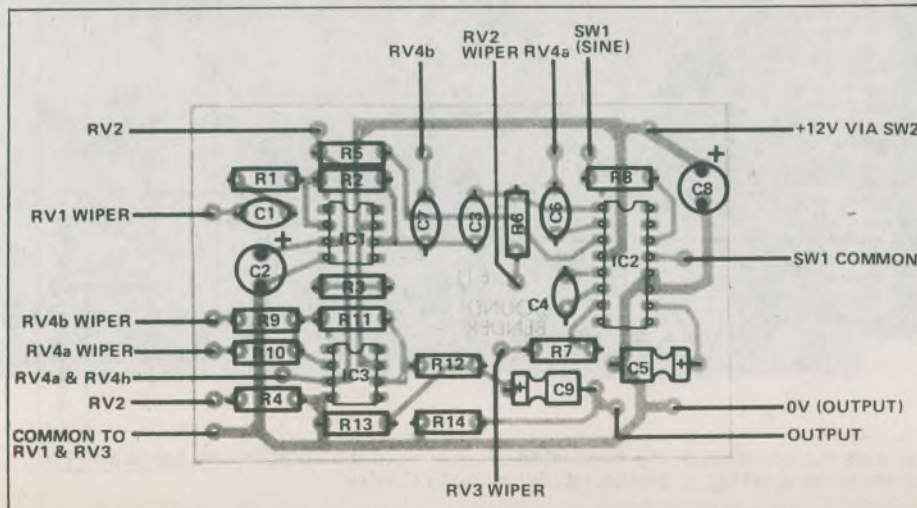 RV4b
RV2 WIPER
RV4a
SW1 (SINE)
RV2
+12V VIA SW2
R5
R1
R2
R8
C8
+
RV1 WIPER
C1
IC1
C7
C3
R6
C6
IC2
+
C2
SW1 COMMON
R3
C4
SOUND
BENDER
RV4b WIPER
R9
R11
RV4a WIPER
R10
R7
RV4a & RV4b
IC3
R12
C5
+
RV2
R4
+
C9
0V (OUTPUT)
COMMON TO
RV1 & RV3
R13
R14
OUTPUT
RV3 WIPER